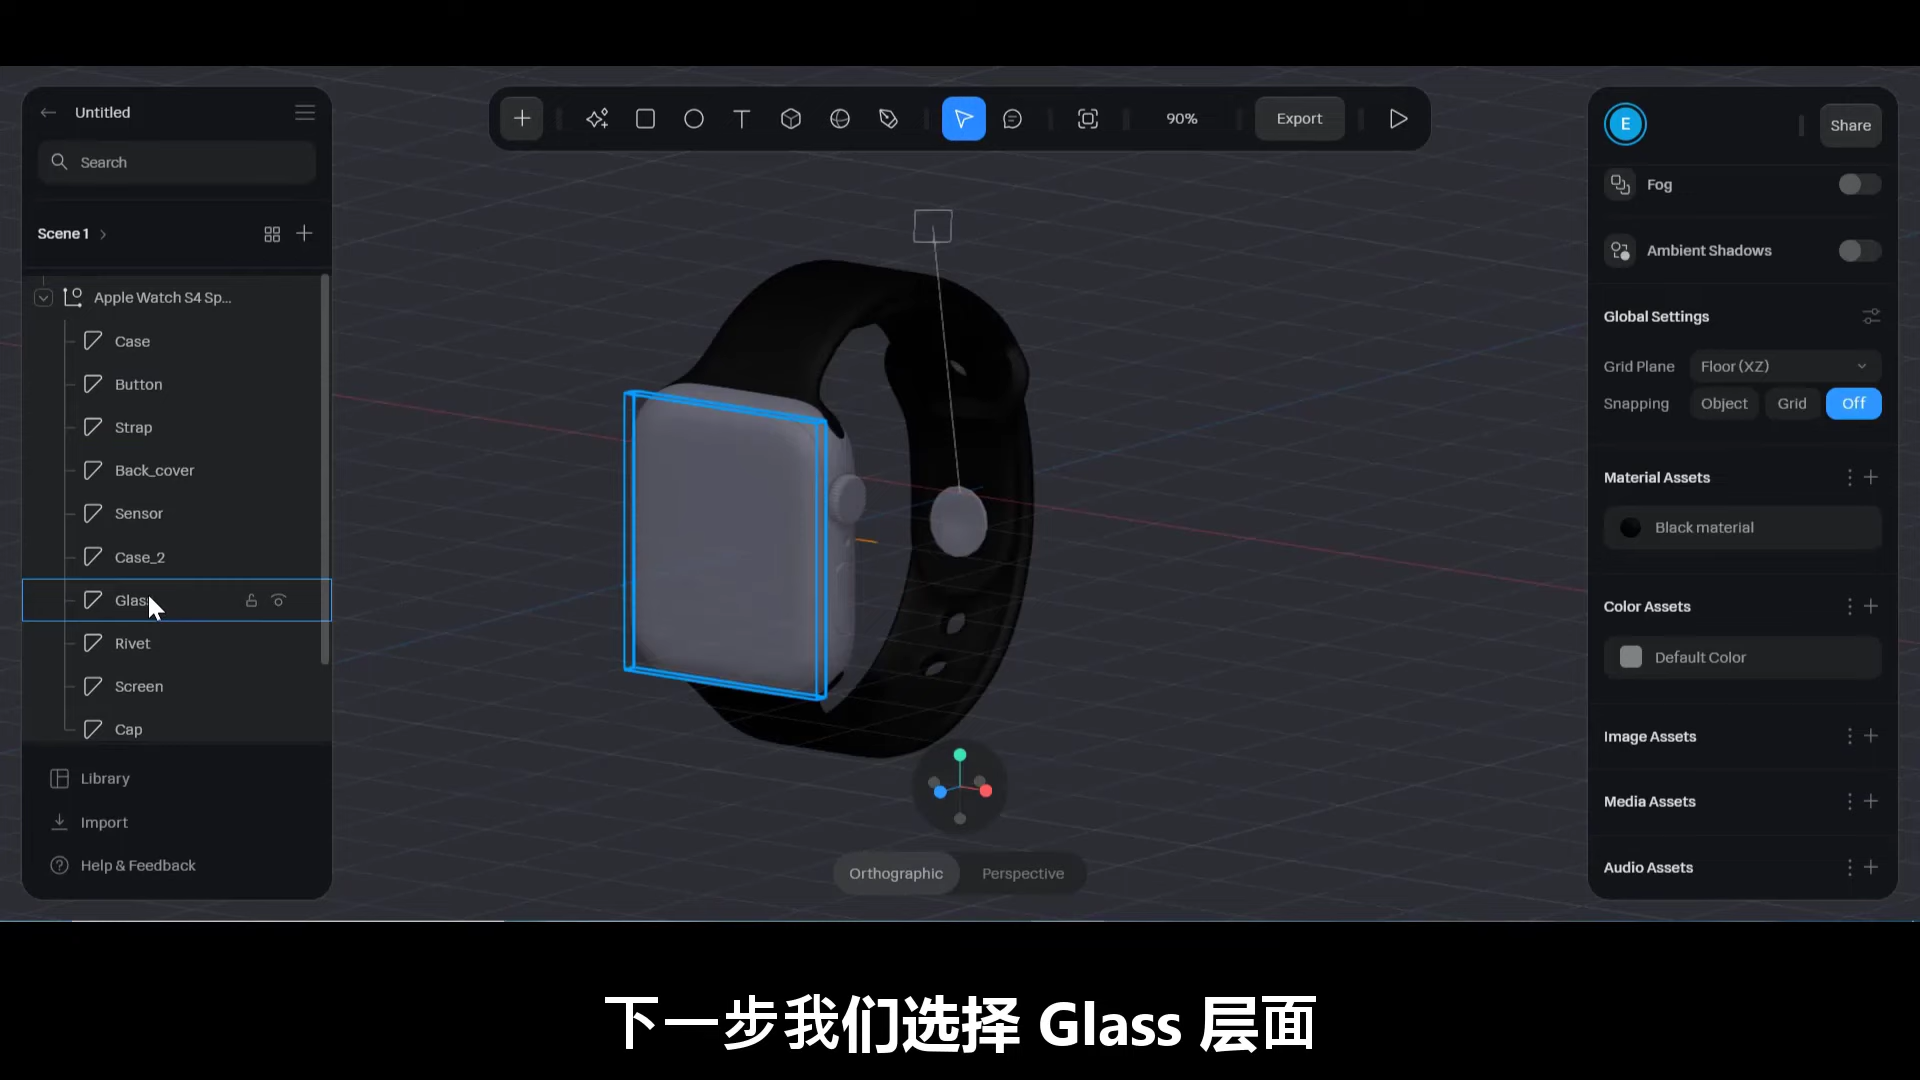 Untitled
Search
Scene 1
Apple Watch S4 Sp...
Case
Button
Strap
Back_cover
Sensor
Case_2
Rivet
Screen
Cap
Library
Import
Help & Feedback
T
90%
Export
Orthographic
Perspective
E
Share
Fog
Ambient Shadows
Global Settings
Grid Plane Floor (XZ)
Snapping Object Grid Off
Material Assets
Black material
Color Assets
Default Color
Image Assets
Media Assets
Audio Assets
下一步我们选择 Glass 层面